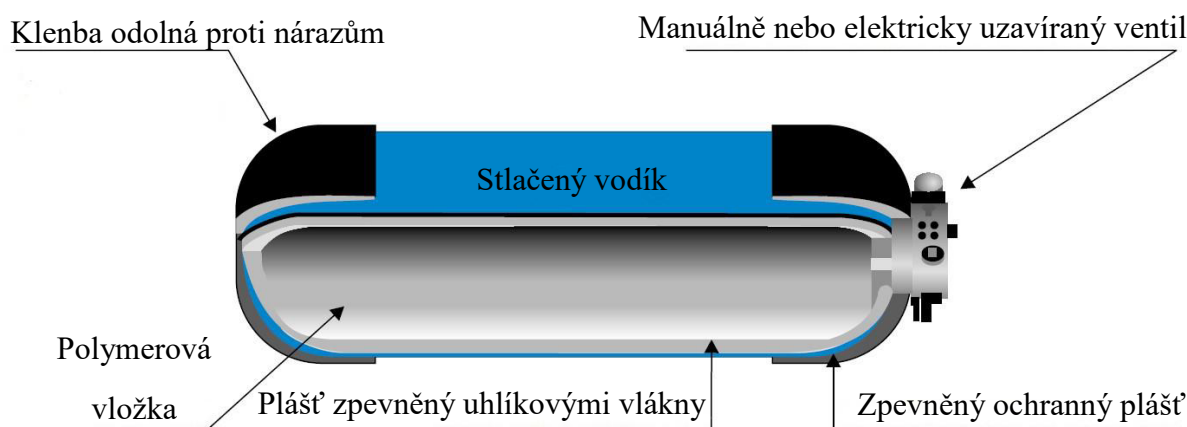 Klenba odolná proti nárazům
Manuálně nebo elektricky uzavíraný ventil
Stlačený vodík
Polymerová
vložka
Plášť zpevněný uhlíkovými vlákny
Zpevněný ochranný plášť